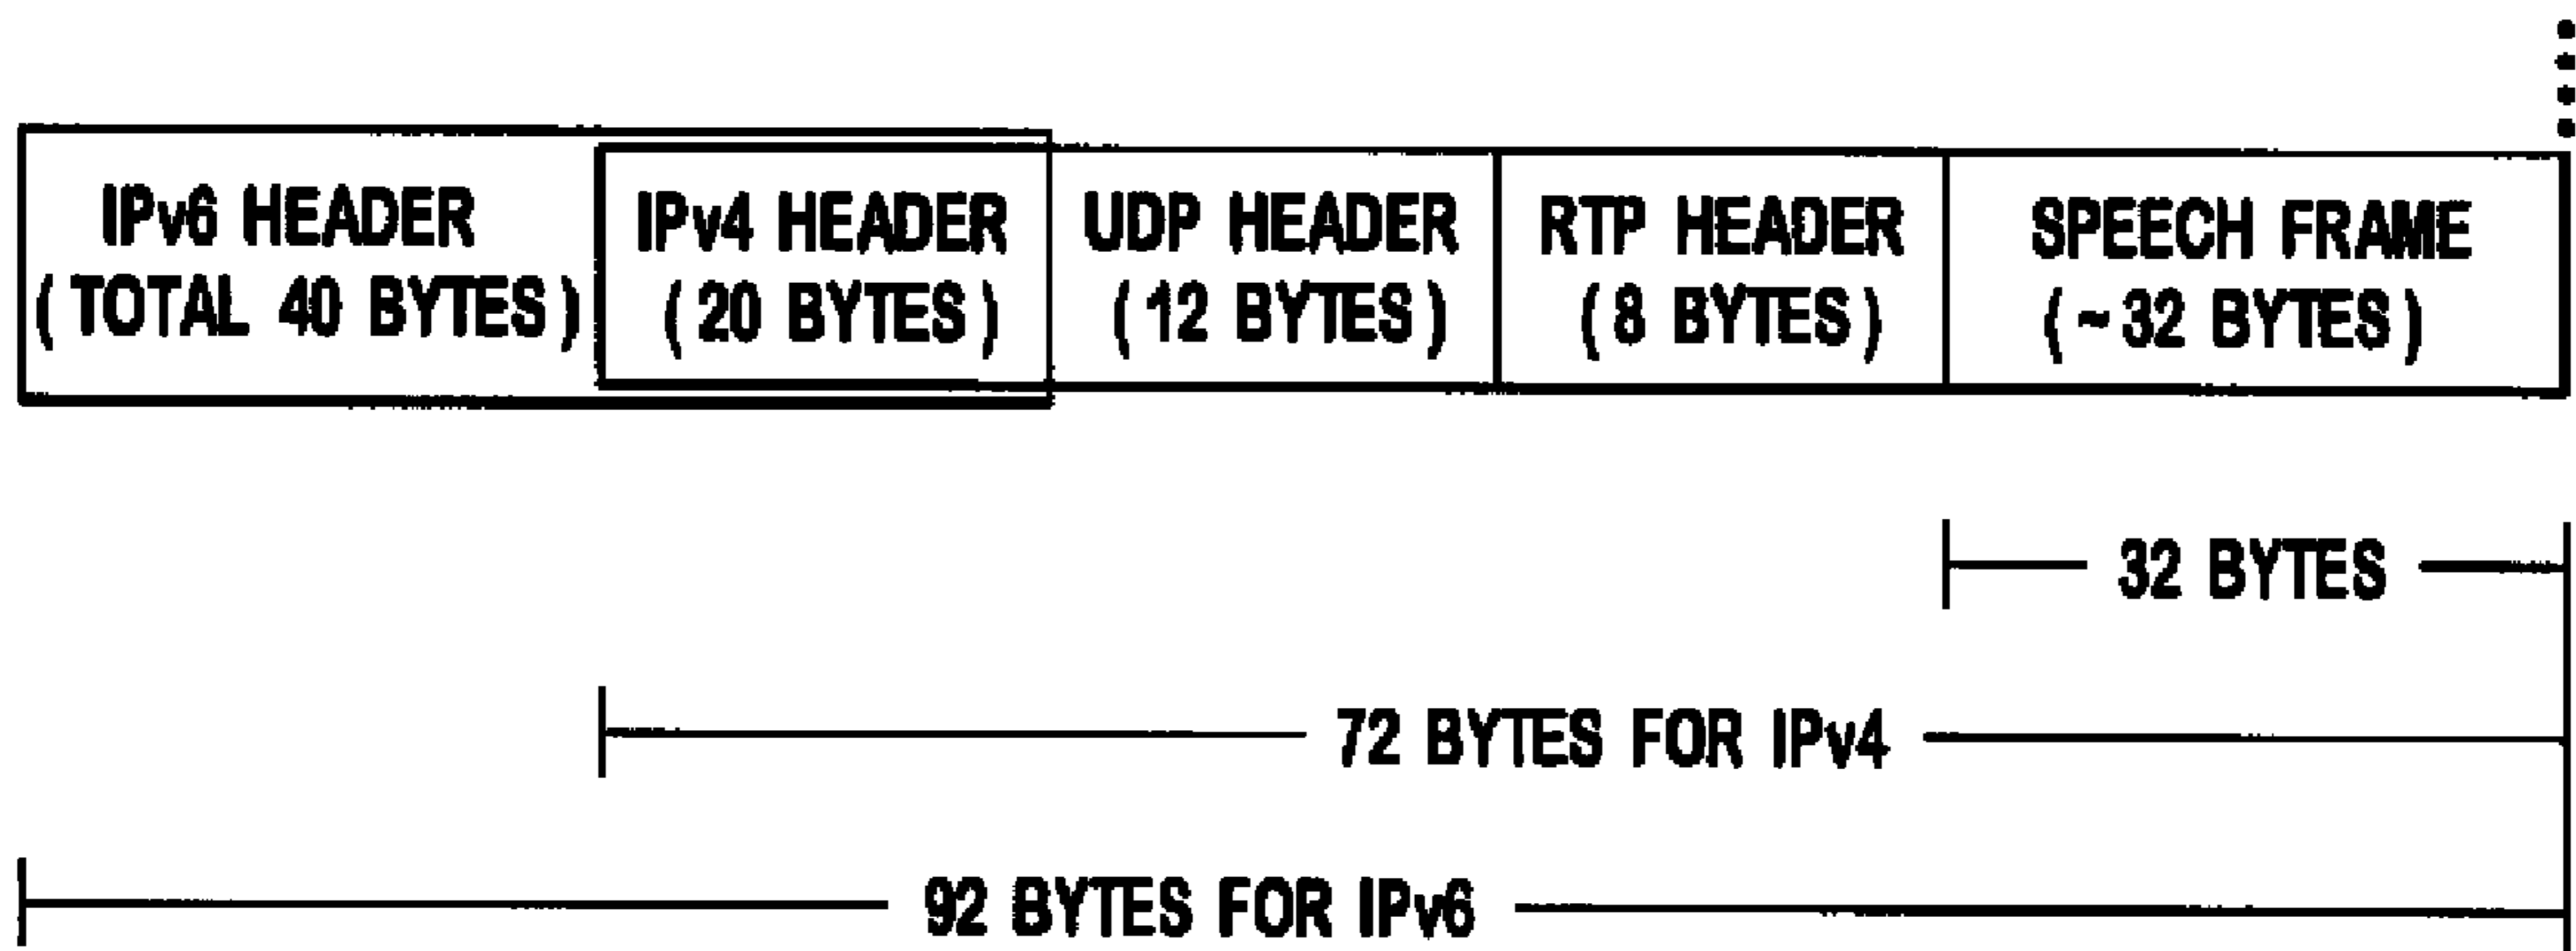 IPv6 HEADER
(TOTAL 40 BYTES)
IPv4 HEADER
(20 BYTES)
UDP HEADER
(12 BYTES)
RTP HEADER
(8 BYTES)
SPEECH FRAME
(~32 BYTES)
32 BYTES
72 BYTES FOR IPv4
92 BYTES FOR IPv6